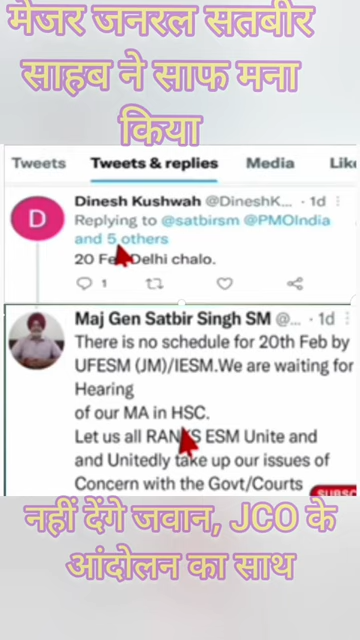 मेजर जनरल सतबीर
साहब ने साफ मना
किया
Tweets Tweets & replies Media Lik
D
Dinesh Kushwah @DineshK... · 1d
Replying to @satbirsm @PMOIndia
and 5 others
20 Fe Delhi chalo.
1
Maj Gen Satbir Singh SM @... · 1d
There is no schedule for 20th Feb by
UFESM (JM)/IESM.We are waiting for
Hearing
of our MA in HSC.
Let us all RANKS ESM Unite and
and Unitedly take up our issues of
Concern with the Govt/Courts
SUBSC
नहीं देंगे जवान, JCO के
आंदोलन का साथ